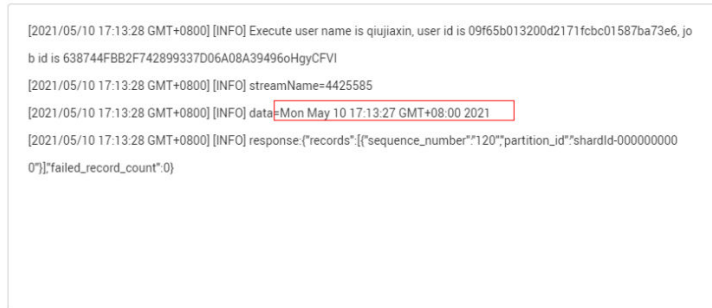 [2021/05/10 17:13:28 GMT+0800] [INFO] Execute user name is qiujiaxin, user id is 09f65b013200d2171fcbc01587ba73e6, jo
b id is 638744FBB2F742899337D06A08A39496oHgyCFVl
[2021/05/10 17:13:28 GMT+0800] [INFO] streamName=4425585
[2021/05/10 17:13:28 GMT+0800] [INFO] data=Mon May 10 17:13:27 GMT+08:00 2021
[2021/05/10 17:13:28 GMT+0800] [INFO] response:{"records":[{"sequence_number":"120","partition_id":"shardId-000000000
0"}],"failed_record_count":0}